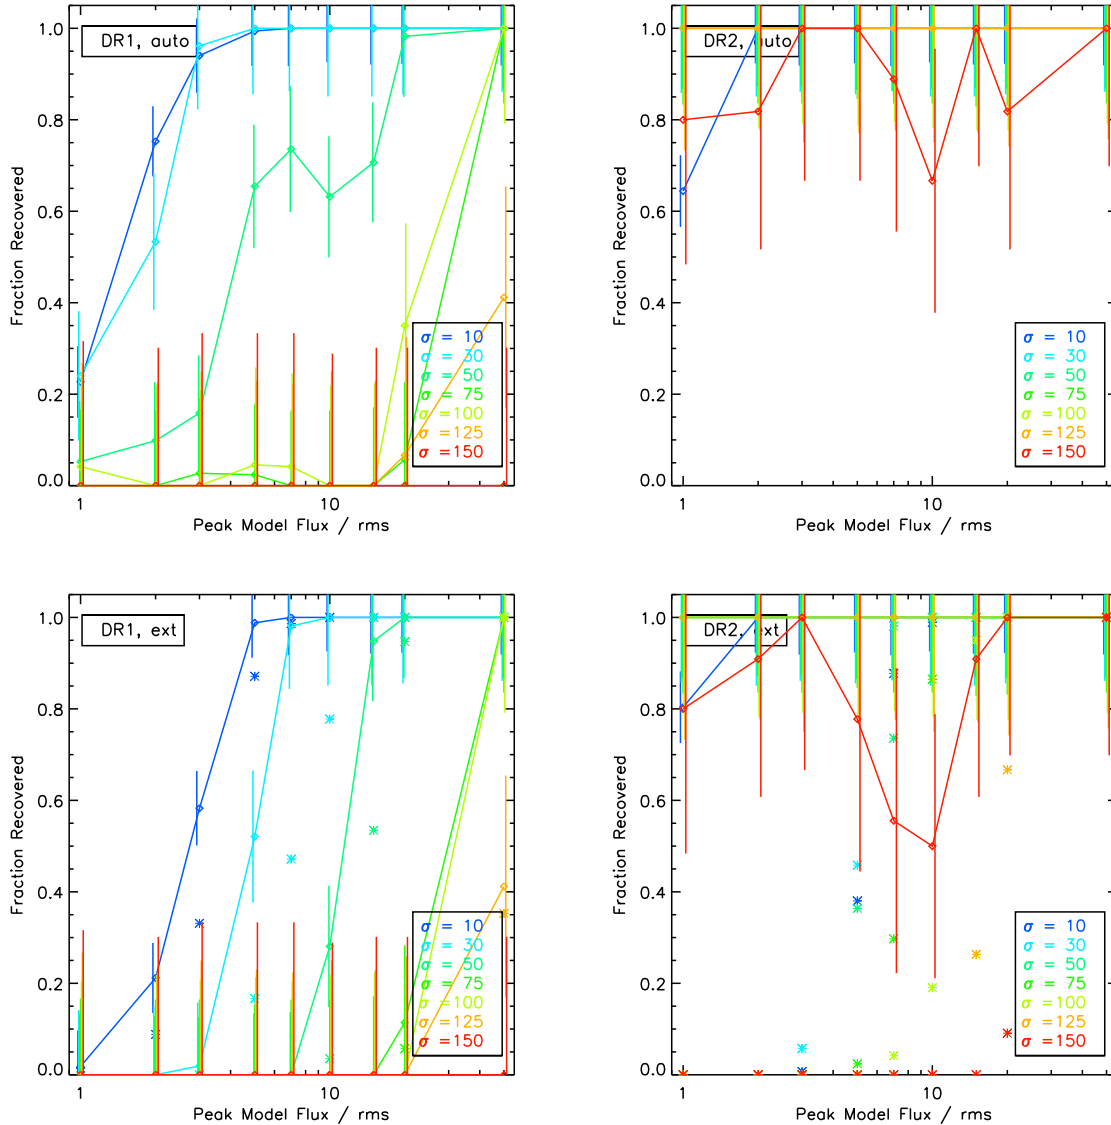 DR1, auto
1.0
0.8
0.6
0.4
0.2
0.0
Fraction Recovered
σ = 10
σ = 30
σ = 50
σ = 75
σ =100
σ =125
σ =150
1
10
Peak Model Flux / rms
DR2, auto
1.0
0.8
0.6
0.4
0.2
0.0
Fraction Recovered
σ = 10
σ = 30
σ = 50
σ = 75
σ =100
σ =125
σ =150
1
10
Peak Model Flux / rms
DR1, ext
1.0
0.8
0.6
0.4
0.2
0.0
Fraction Recovered
σ = 10
σ = 30
σ = 50
σ = 75
σ =100
σ =125
σ =150
1
10
Peak Model Flux / rms
DR2, ext
1.0
0.8
0.6
0.4
0.2
0.0
Fraction Recovered
σ = 10
σ = 30
σ = 50
σ = 75
σ =100
σ =125
σ =150
1
10
Peak Model Flux / rms